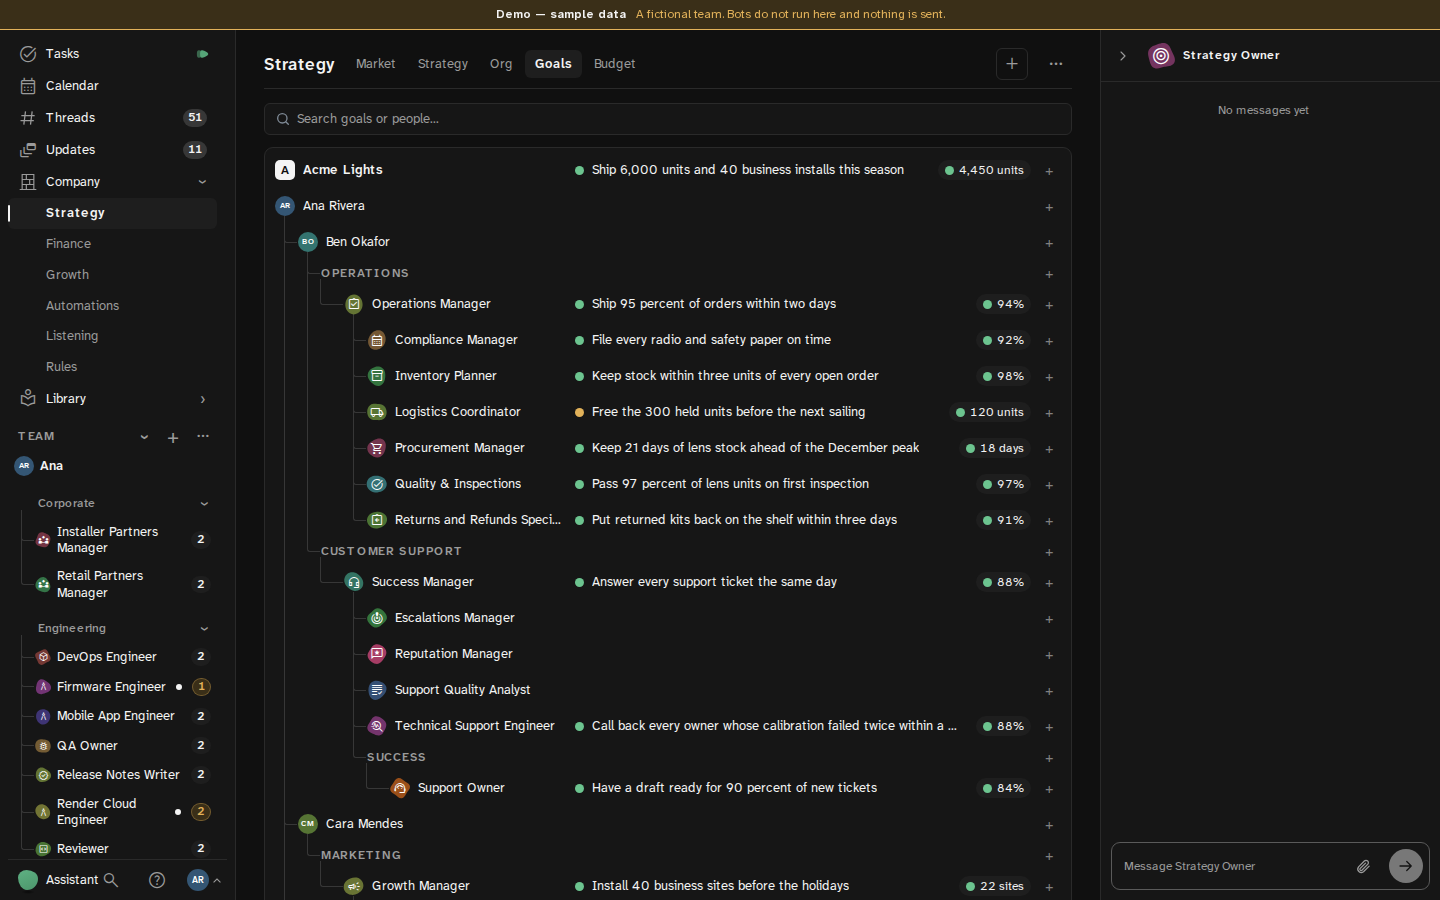 Demo — sample data A fictional team. Bots do not run here and nothing is sent.
Tasks
Calendar
Threads 51
Updates 11
Company
Strategy
Finance
Growth
Automations
Listening
Rules
Library
TEAM
AR Ana
Corporate
Installer Partners Manager 2
Retail Partners Manager 2
Engineering
DevOps Engineer 2
Firmware Engineer 1
Mobile App Engineer 2
QA Owner 2
Release Notes Writer 2
Render Cloud Engineer 2
Reviewer 2
Assistant AR
Strategy Market Strategy Org Goals Budget
Search goals or people...
A Acme Lights Ship 6,000 units and 40 business installs this season 4,450 units
AR Ana Rivera
BO Ben Okafor
OPERATIONS
Operations Manager Ship 95 percent of orders within two days 94%
Compliance Manager File every radio and safety paper on time 92%
Inventory Planner Keep stock within three units of every open order 98%
Logistics Coordinator Free the 300 held units before the next sailing 120 units
Procurement Manager Keep 21 days of lens stock ahead of the December peak 18 days
Quality & Inspections Pass 97 percent of lens units on first inspection 97%
Returns and Refunds Speci... Put returned kits back on the shelf within three days 91%
CUSTOMER SUPPORT
Success Manager Answer every support ticket the same day 88%
Escalations Manager
Reputation Manager
Support Quality Analyst
Technical Support Engineer Call back every owner whose calibration failed twice within a ... 88%
SUCCESS
Support Owner Have a draft ready for 90 percent of new tickets 84%
CM Cara Mendes
MARKETING
Growth Manager Install 40 business sites before the holidays 22 sites
Strategy Owner
No messages yet
Message Strategy Owner